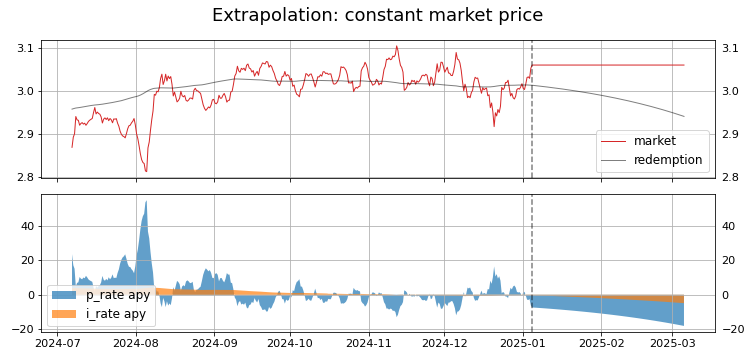 Extrapolation: constant market price
3.1 3.1
3.0 3.0
2.9 2.9
2.8 2.8
market
redemption
40 40
20 20
0 0
−20 −20
p_rate apy
i_rate apy
2024-07 2024-08 2024-09 2024-10 2024-11 2024-12 2025-01 2025-02 2025-03